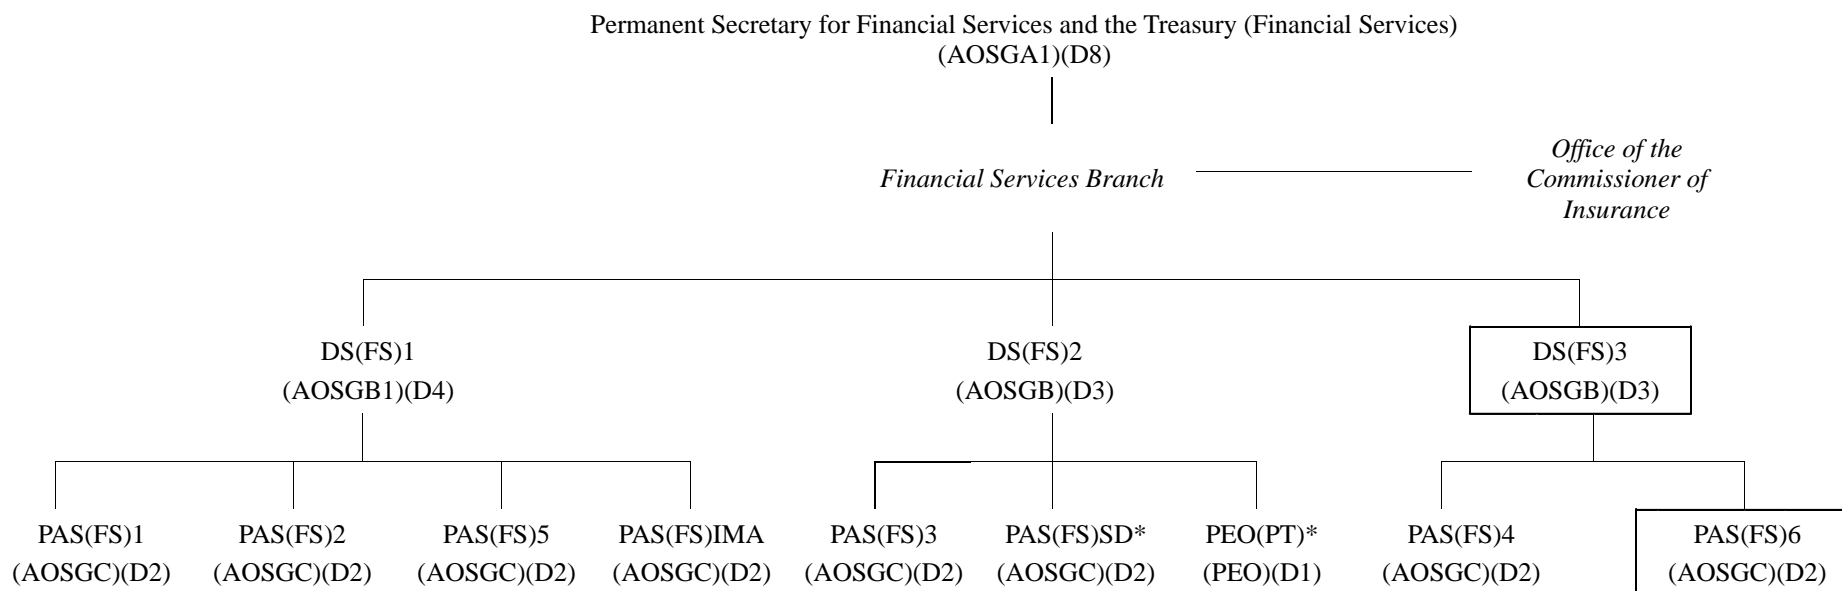 Permanent Secretary for Financial Services and the Treasury (Financial Services)
(AOSGA1)(D8)
Financial Services Branch
Office of the
Commissioner of
Insurance
DS(FS)1
(AOSGB1)(D4)
DS(FS)2
(AOSGB)(D3)
DS(FS)3
(AOSGB)(D3)
PAS(FS)1
(AOSGC)(D2)
PAS(FS)2
(AOSGC)(D2)
PAS(FS)5
(AOSGC)(D2)
PAS(FS)IMA
(AOSGC)(D2)
PAS(FS)3
(AOSGC)(D2)
PAS(FS)SD*
(AOSGC)(D2)
PEO(PT)*
(PEO)(D1)
PAS(FS)4
(AOSGC)(D2)
PAS(FS)6
(AOSGC)(D2)